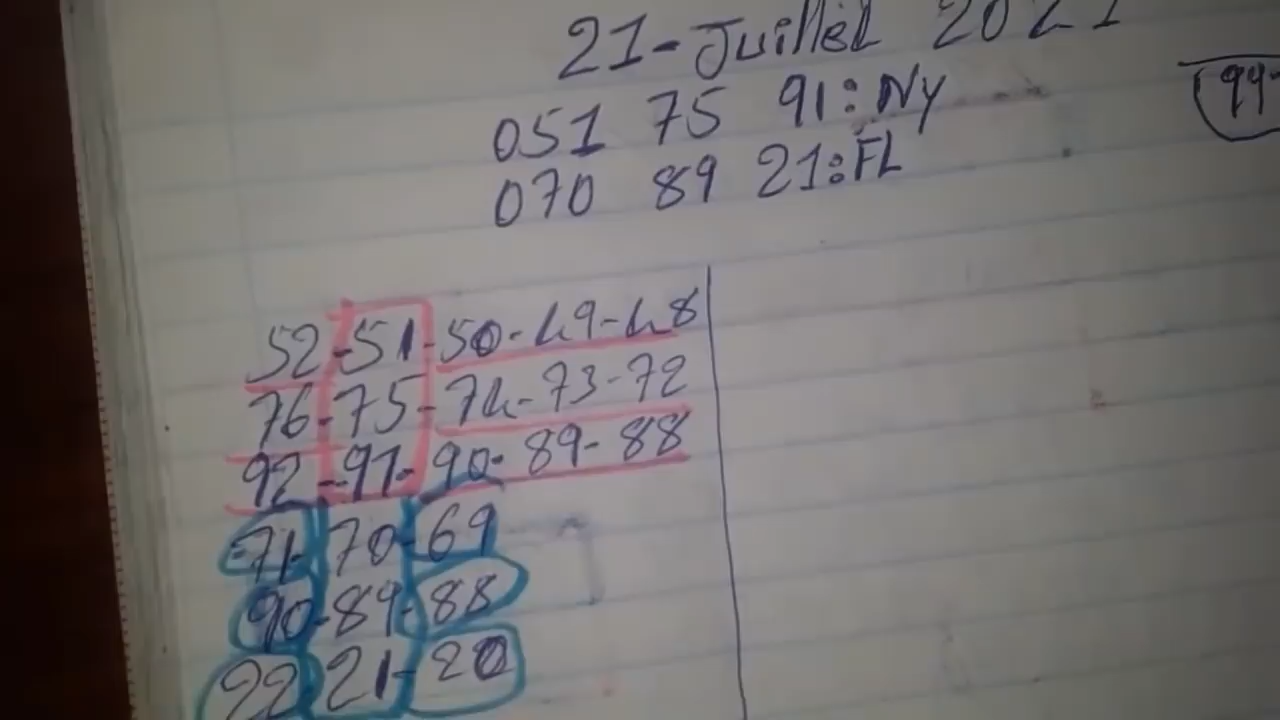 21-Juillet 2021
051 75 91:NY
99-
070 89 21:FL
52-51-50-49-48
76-75-74-73-72
92-91-90-89-88
71-70-69
90-89-88
22-21-20